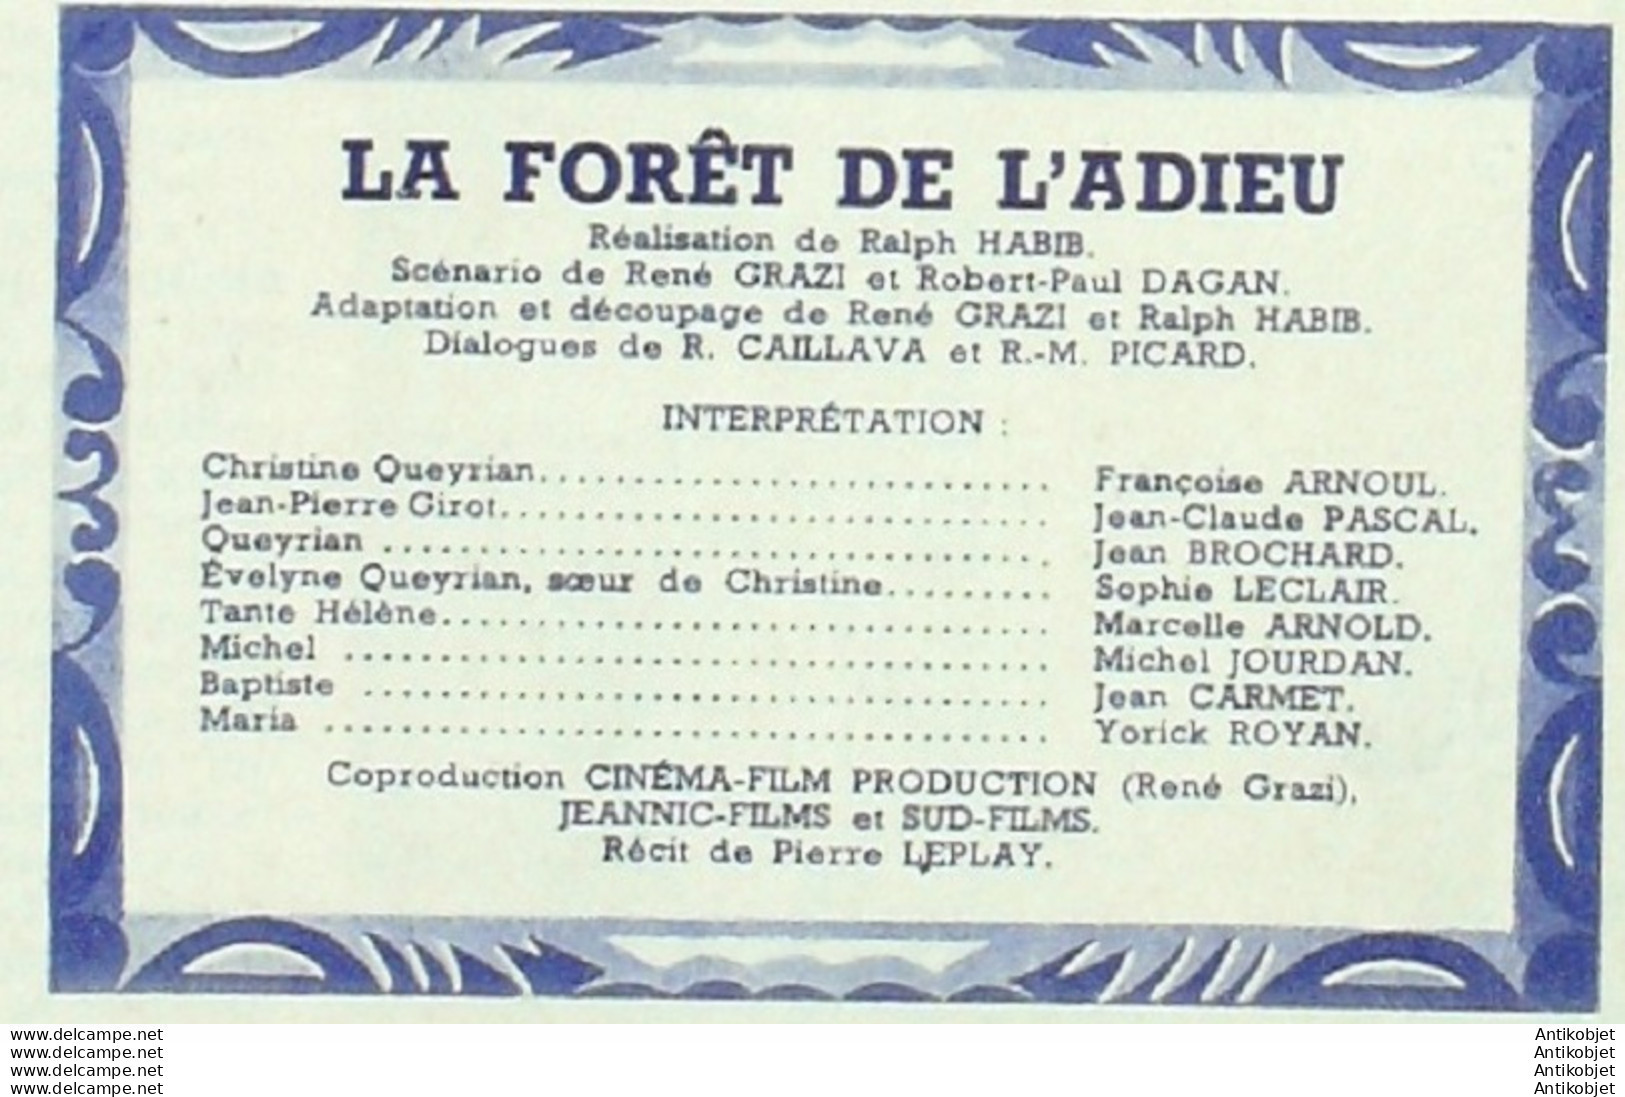 LA FORÊT DE L'ADIEU
Réalisation de Ralph HABIB.
Scénario de René GRAZI et Robert-Paul DAGAN.
Adaptation et découpage de René GRAZI et Ralph HABIB.
Dialogues de R. CAILLAVA et R.-M. PICARD.
INTERPRÉTATION :
Christine Queyrian.............................. Françoise ARNOUL.
Jean-Pierre Girot................................ Jean-Claude PASCAL.
Queyrian ....................................... Jean BROCHARD.
Évelyne Queyrian, sœur de Christine.......... Sophie LECLAIR.
Tante Hélène.................................... Marcelle ARNOLD.
Michel .......................................... Michel JOURDAN.
Baptiste ........................................ Jean CARMET.
Maria ........................................... Yorick ROYAN.
Coproduction CINÉMA-FILM PRODUCTION (René Grazi),
JEANNIC-FILMS et SUD-FILMS.
Récit de Pierre LEPLAY.
www.delcampe.net Antikobjet
www.delcampe.net Antikobjet
www.delcampe.net Antikobjet
www.delcampe.net Antikobjet